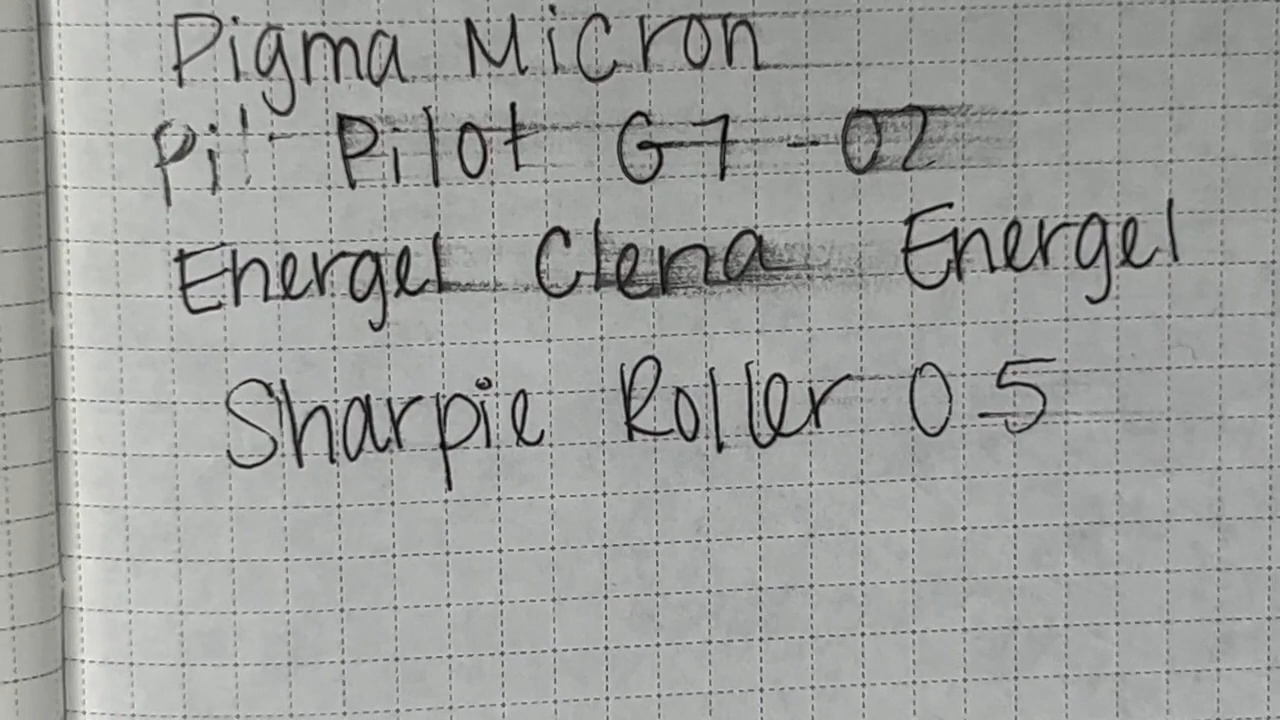 Pigma Micron
Pil- Pilot G7-02
Energel Clena Energel
Sharpie Roller 0.5